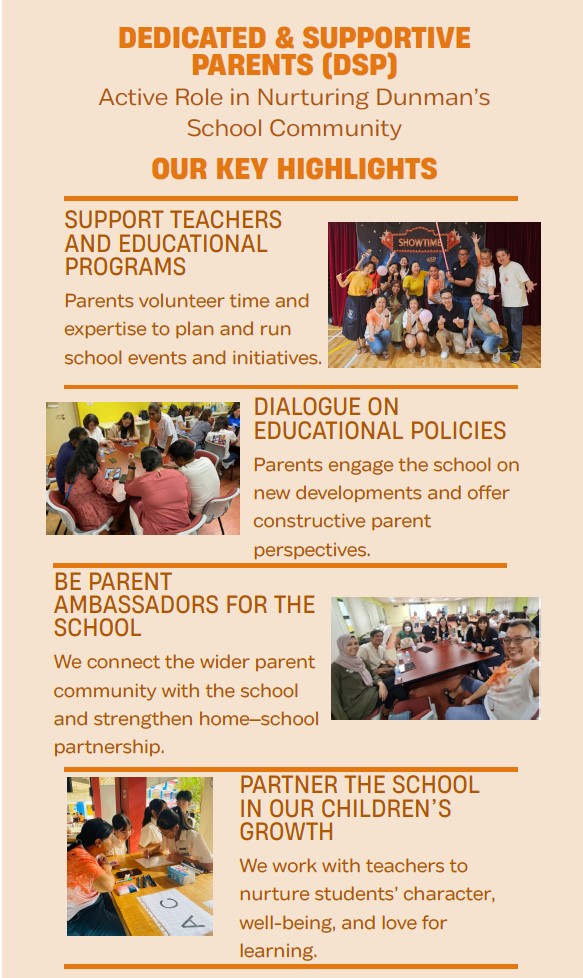 DEDICATED & SUPPORTIVE
PARENTS (DSP)
Active Role in Nurturing Dunman's
School Community
OUR KEY HIGHLIGHTS
SUPPORT TEACHERS
AND EDUCATIONAL
PROGRAMS
Parents volunteer time and
expertise to plan and run
school events and initiatives.
SHOWTIME
DIALOGUE ON
EDUCATIONAL POLICIES
Parents engage the school on
new developments and offer
constructive parent
perspectives.
BE PARENT
AMBASSADORS FOR THE
SCHOOL
We connect the wider parent
community with the school
and strengthen home–school
partnership.
PARTNER THE SCHOOL
IN OUR CHILDREN'S
GROWTH
We work with teachers to
nurture students' character,
well-being, and love for
learning.